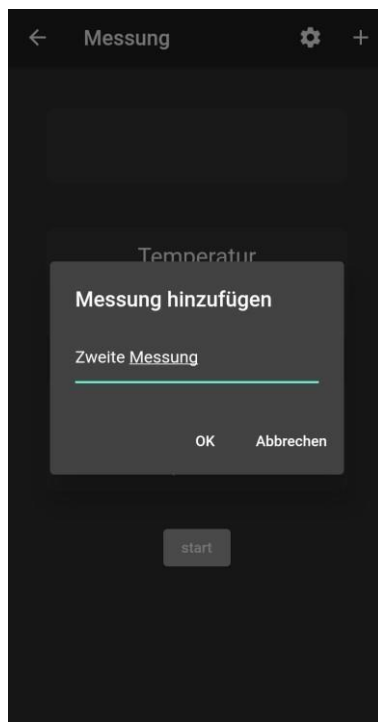 Messung
Temperatur
Messung hinzufügen
Zweite Messung
OK Abbrechen
start